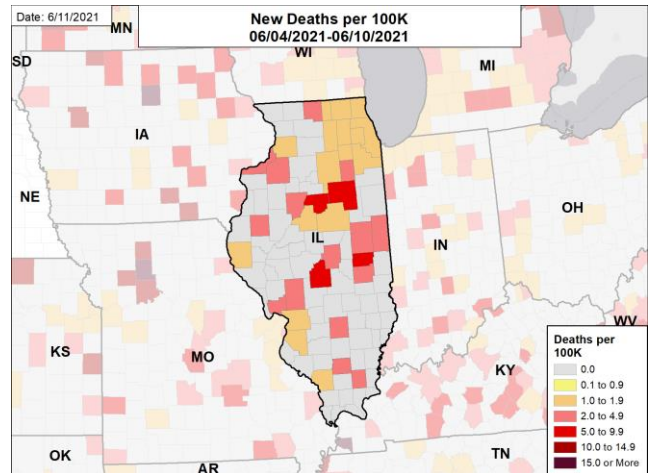 Date: 6/11/2021
New Deaths per 100K
06/04/2021-06/10/2021
MN
WI
SD
MI
IA
NE
OH
IL
IN
WV
KS
MO
KY
OK
AR
TN
Deaths per
100K
0.0
0.1 to 0.9
1.0 to 1.9
2.0 to 4.9
5.0 to 9.9
10.0 to 14.9
15.0 or More